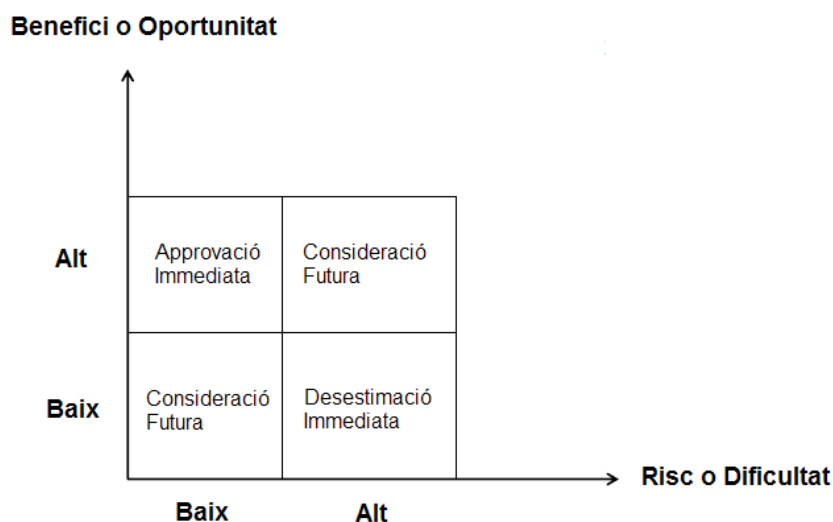 Benefici o Oportunitat
Alt
Approvació
Immediata
Consideració
Futura
Baix
Consideració
Futura
Desestimació
Immediata
Risc o Dificultat
Baix
Alt